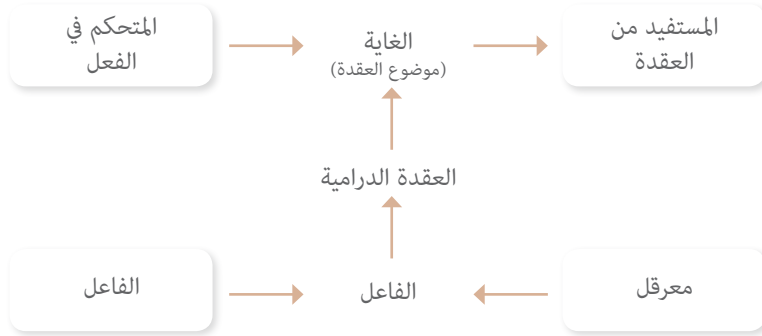 المستفيد من
العقدة
الغاية
(موضوع العقدة)
المتحكم في
الفعل
العقدة الدرامية
معرقل
الفاعل
الفاعل